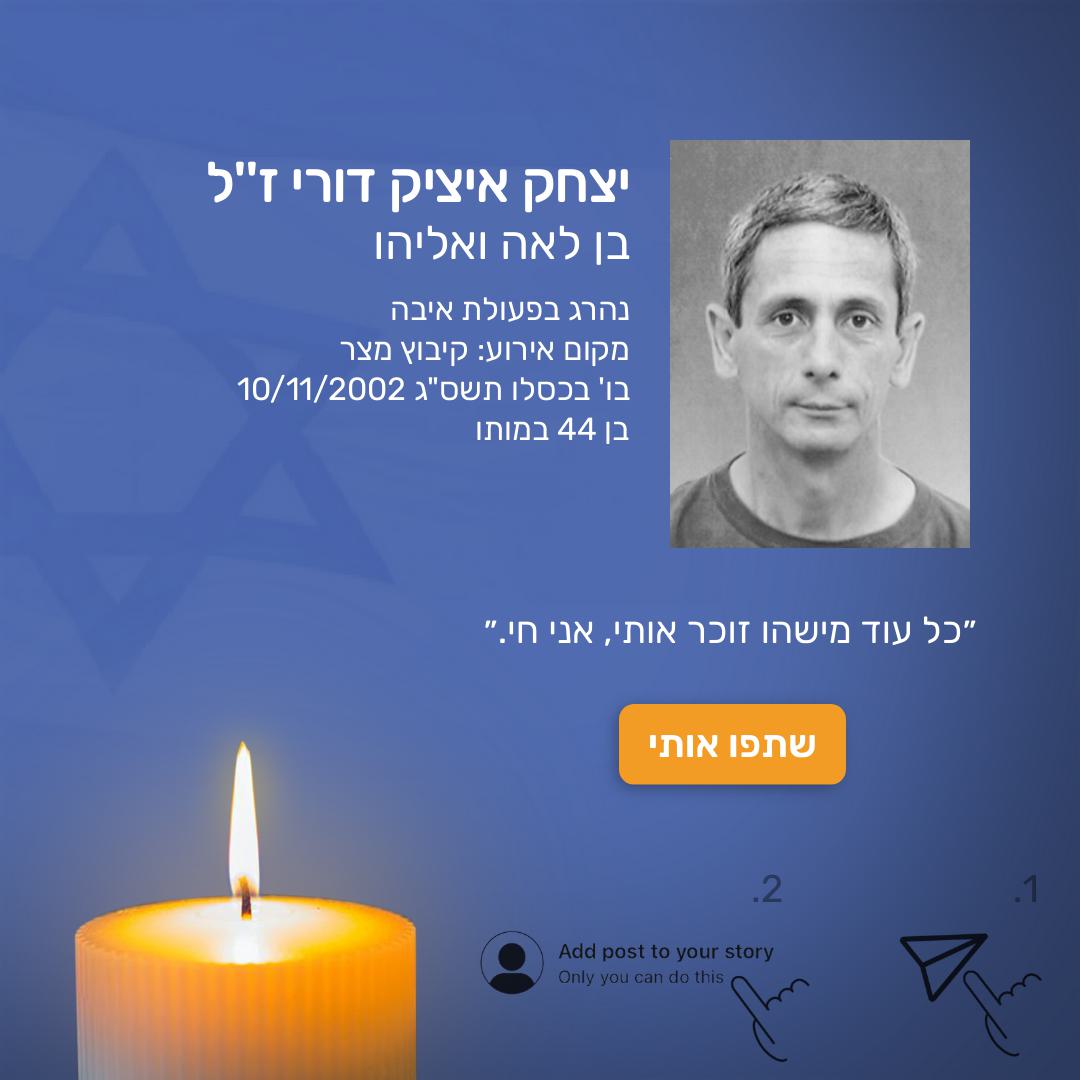 יצחק איציק דורי ז"ל
בן לאה ואליהו
נהרג בפעולת איבה
מקום אירוע: קיבוץ מצר
בו' בכסלו תשס"ג 10/11/2002
בן 44 במותו
״כל עוד מישהו זוכר אותי, אני חי.״
שתפו אותי
1.
2.
Add post to your story
Only you can do this